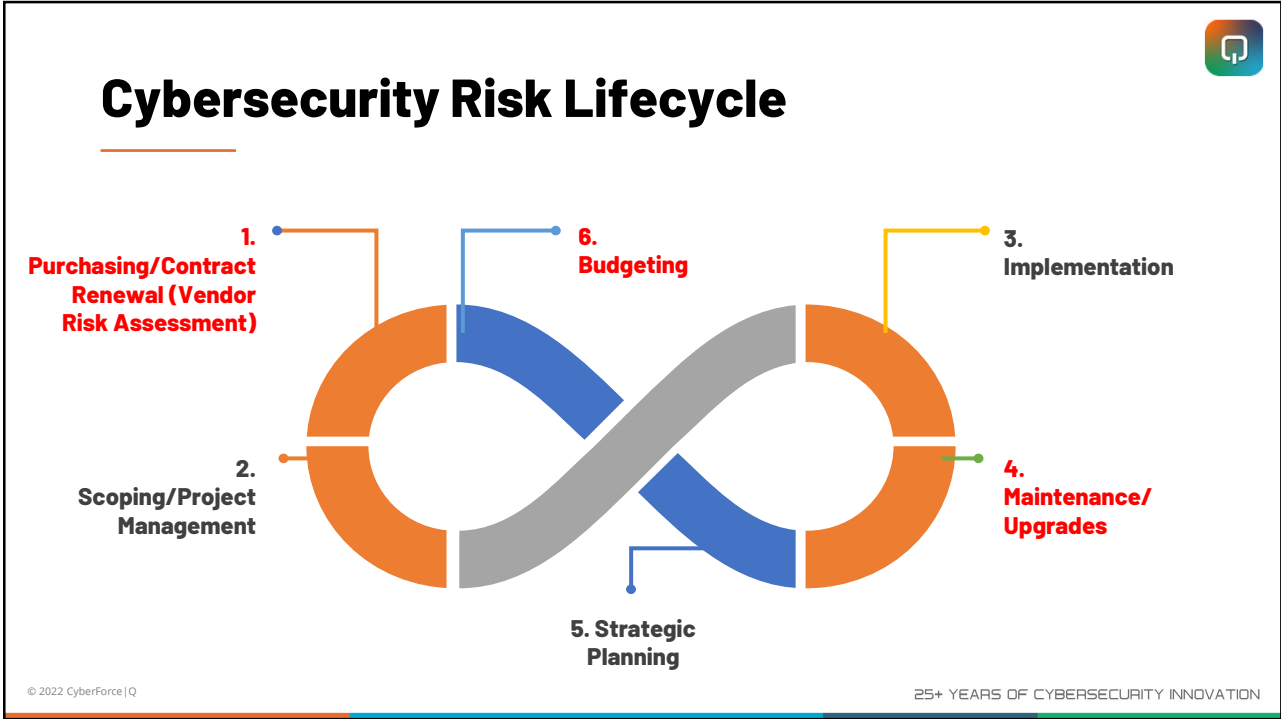 Cybersecurity Risk Lifecycle
1.
Purchasing/Contract
Renewal (Vendor
Risk Assessment)
6.
Budgeting
3.
Implementation
2.
Scoping/Project
Management
4.
Maintenance/
Upgrades
5. Strategic
Planning
© 2022 CyberForce|Q
25+ YEARS OF CYBERSECURITY INNOVATION